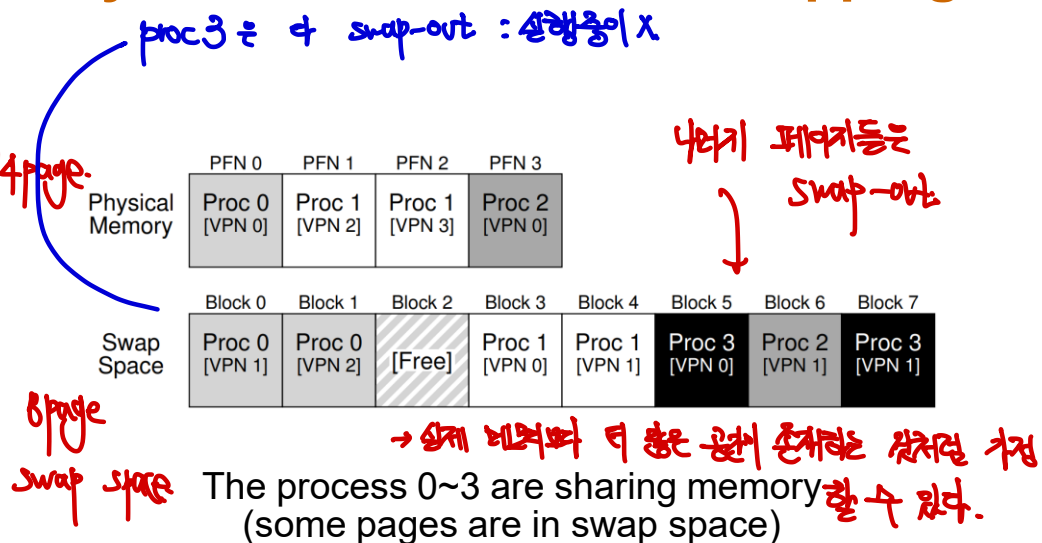 proc3은 다 swap-out : 실행중이 X
4page.
나머지 페이지들은
swap-out.
PFN 0 PFN 1 PFN 2 PFN 3
Physical Memory
Proc 0 [VPN 0]
Proc 1 [VPN 2]
Proc 1 [VPN 3]
Proc 2 [VPN 0]
Block 0 Block 1 Block 2 Block 3 Block 4 Block 5 Block 6 Block 7
Swap Space
Proc 0 [VPN 1]
Proc 0 [VPN 2]
[Free]
Proc 1 [VPN 0]
Proc 1 [VPN 1]
Proc 3 [VPN 0]
Proc 2 [VPN 1]
Proc 3 [VPN 1]
8page
swap space
→ 실제 메모리보다 더 많은 공간이 존재하는 것처럼 가정
할 수 있다.
The process 0~3 are sharing memory
(some pages are in swap space)